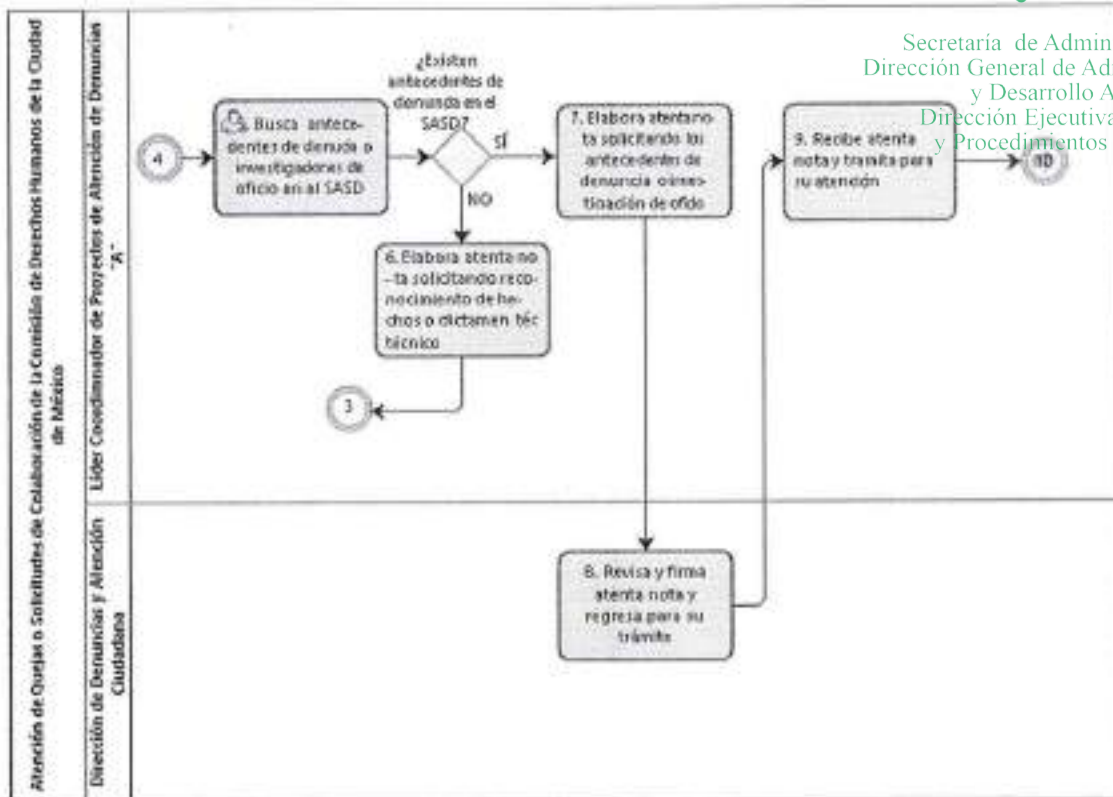 Secretaría de Admin
Dirección General de Ad
y Desarrollo A
Dirección Ejecutiva
y Procedimientos
Atención de Quejas o Solicitudes de Colaboración de la Comisión de Derechos Humanos de la Ciudad
de México
Líder Coordinador de Proyectos de Atención de Denuncias
"A"
4
Busca antece-
dentes de denuda o
investigadores de
oficio en al SASD
¿Existen
antecedentes de
denunda en el
SASD?
SÍ
NO
6. Elabora atenta no
-ta solicitando reco-
nocimiento de he-
chos o dictamen téc
técnico
3
7. Elabora atenta no
ta solicitando los
antecedentes de
denuncia o inves-
tigación de ofido
9. Recibe atenta
nota y tramita para
su atención
10
Dirección de Denuncias y Atención
Ciudadana
8. Revisa y firma
atenta nota y
regresa para su
trámite